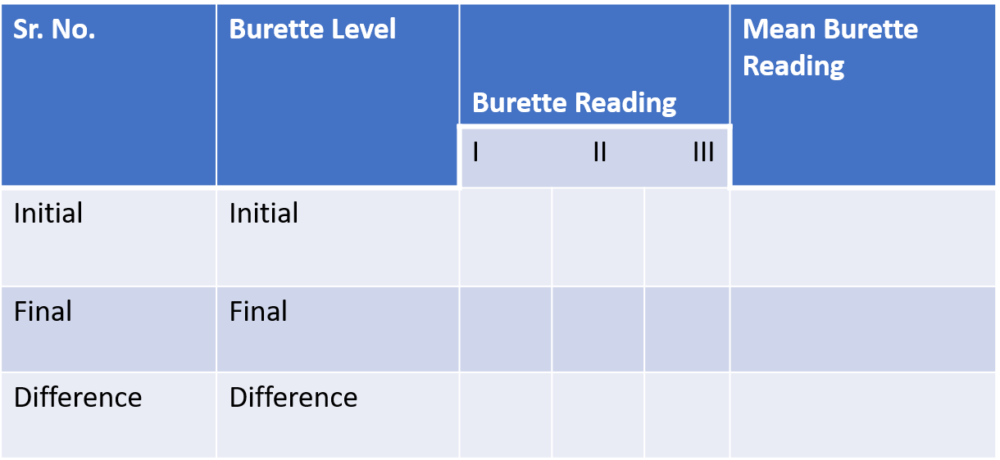 Sr. No.
Burette Level
Burette Reading
Mean Burette
Reading
I II III
Initial
Initial
Final
Final
Difference
Difference